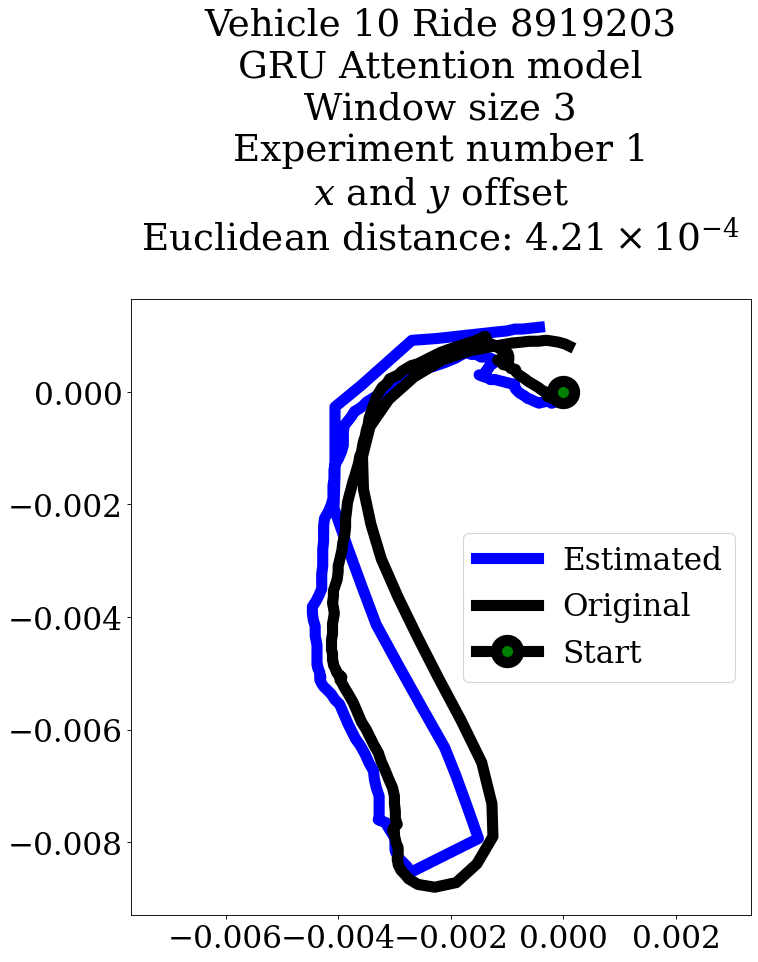 Vehicle 10 Ride 8919203
GRU Attention model
Window size 3
Experiment number 1
x and y offset
Euclidean distance: 4.21 × 10⁻⁴
0.000
−0.002
−0.004
−0.006
−0.008
Estimated
Original
Start
−0.006 −0.004 −0.002 0.000 0.002